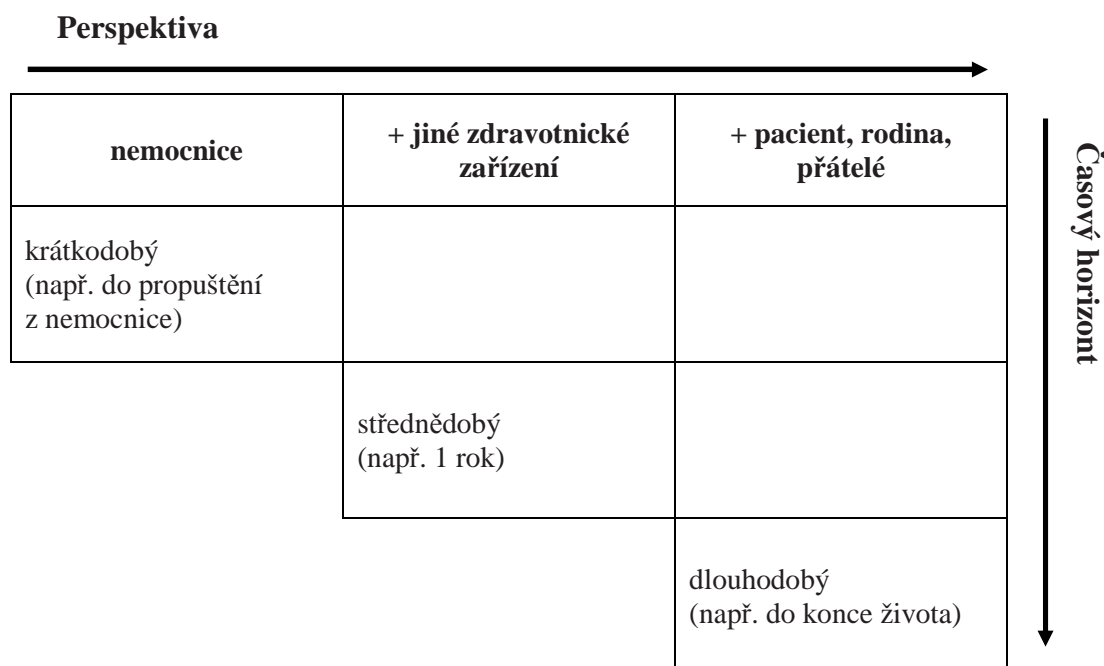 Perspektiva
nemocnice
+ jiné zdravotnické
zařízení
+ pacient, rodina,
přátelé
Časový horizont
krátkodobý
(např. do propuštění
z nemocnice)
střednědobý
(např. 1 rok)
dlouhodobý
(např. do konce života)